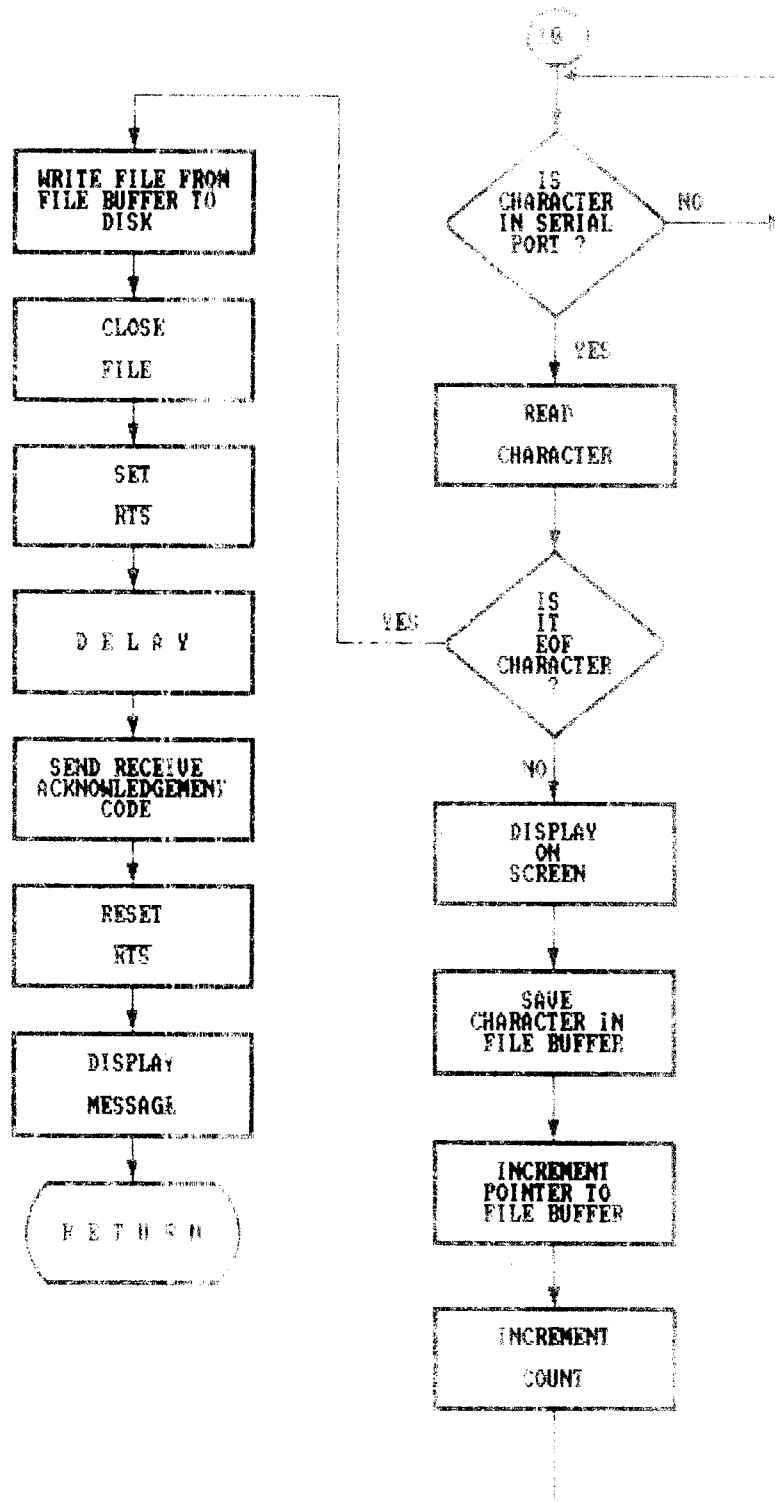 IS
CHARACTER
IN SERIAL
PORT ?
NO
YES
READ
CHARACTER
IS
IT
EOF
CHARACTER
?
YES
NO
DISPLAY
ON
SCREEN
SAVE
CHARACTER IN
FILE BUFFER
INCREMENT
POINTER TO
FILE BUFFER
INCREMENT
COUNT
WRITE FILE FROM
FILE BUFFER TO
DISK
CLOSE
FILE
SET
R̅T̅S̅
D E L A Y
SEND RECEIVE
ACKNOWLEDGEMENT
CODE
RESET
R̅T̅S̅
DISPLAY
MESSAGE
R E T U R N